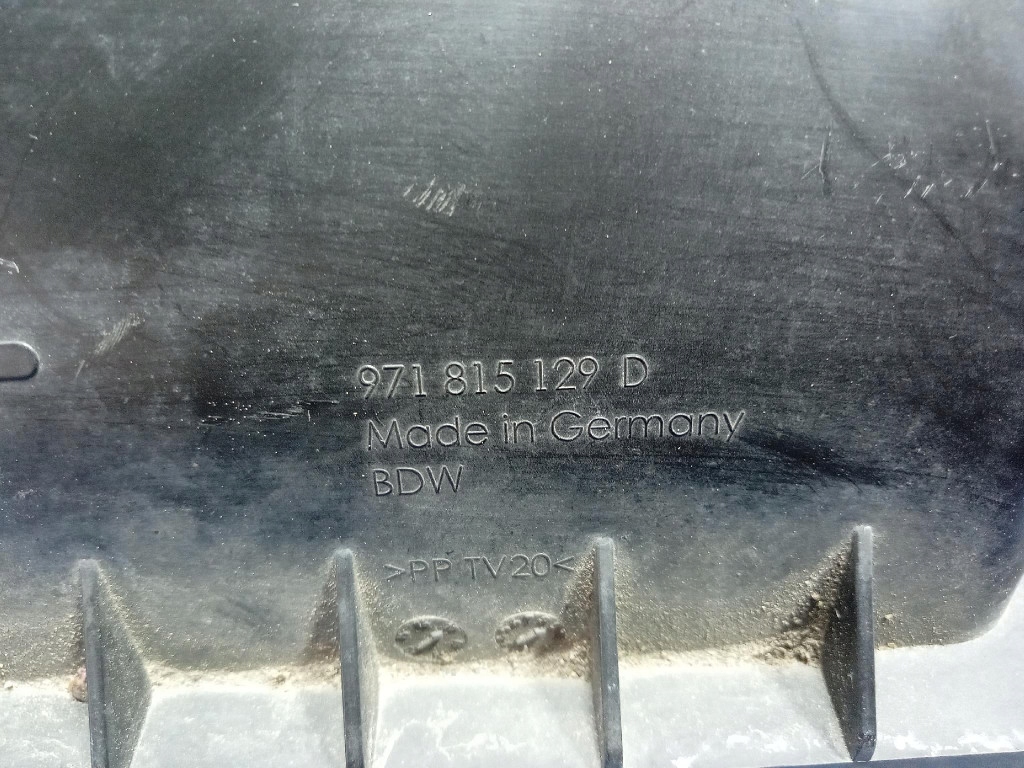 971 815 129 D
Made in Germany
BDW
>PP TV20<